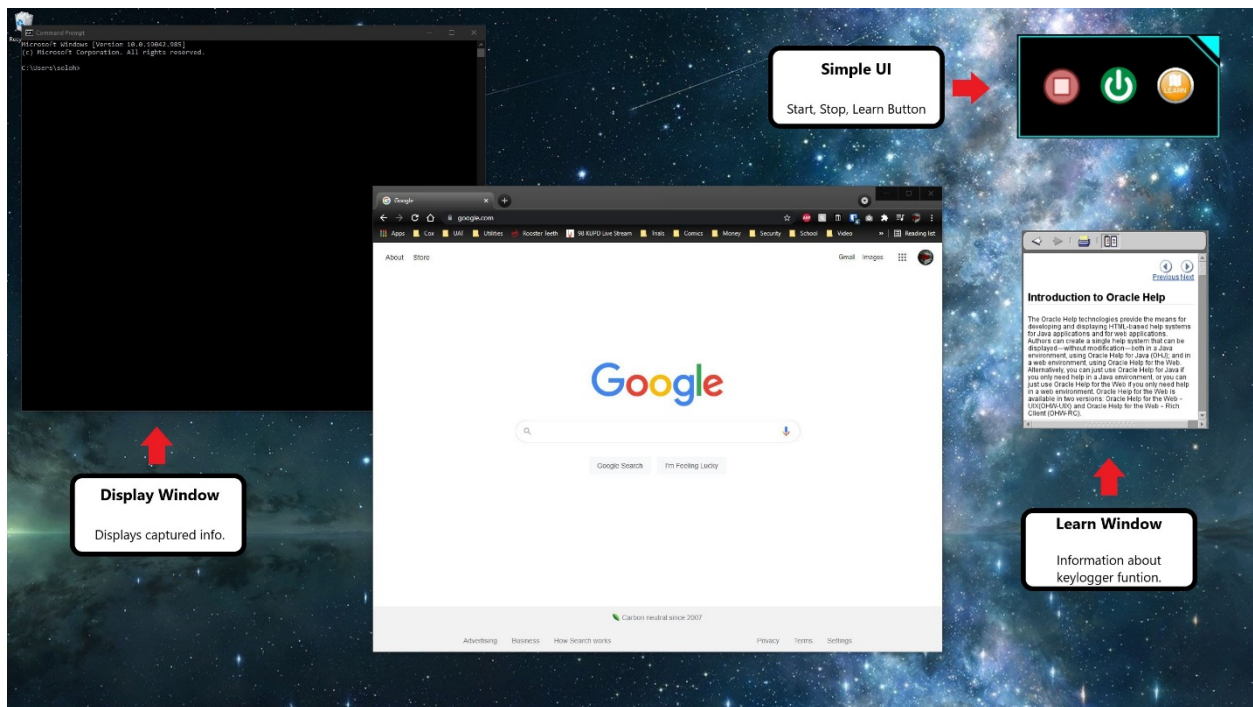 Command Prompt
Microsoft Windows [Version 10.0.19042.985]
(c) Microsoft Corporation. All rights reserved.
C:\Users\soloh>
Simple UI
Start, Stop, Learn Button
LEARN
Google
google.com
Apps Cox UAT Utilities Rooster Teeth 98 KUPD Live Stream Comics Money Security School Video » Reading list
About Store
Gmail Images
Google
Google Search I'm Feeling Lucky
Carbon neutral since 2007
Advertising Business How Search works
Privacy Terms Settings
Display Window
Displays captured info.
Previous Next
Introduction to Oracle Help
The Oracle Help technologies provide the means for
developing and displaying HTML-based help systems
for Java applications and for web applications.
Authors can create a single help system that can be
displayed—without modification—both in a Java
environment, using Oracle Help for Java (OHJ); and in
a web environment, using Oracle Help for the Web.
Alternatively, you can just use Oracle Help for Java if
you only need help in a Java environment, or you can
just use Oracle Help for the Web if you only need help
in a web environment. Oracle Help for the Web is
available in two versions: Oracle Help for the Web -
UIX(OHW-UIX) and Oracle Help for the Web - Rich
Client (OHW-RC).
Learn Window
Information about
keylogger funtion.